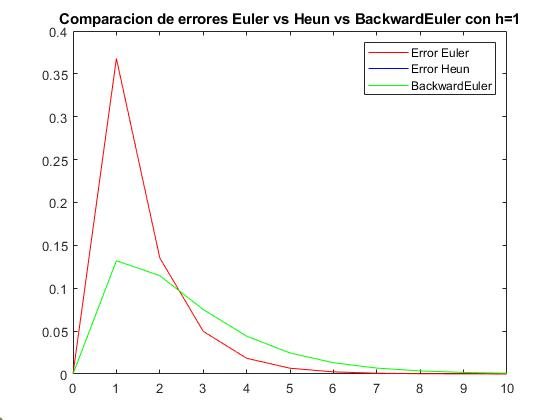 Comparacion de errores Euler vs Heun vs BackwardEuler con h=1
Error Euler
Error Heun
BackwardEuler
0.4
0.35
0.3
0.25
0.2
0.15
0.1
0.05
0
0 1 2 3 4 5 6 7 8 9 10